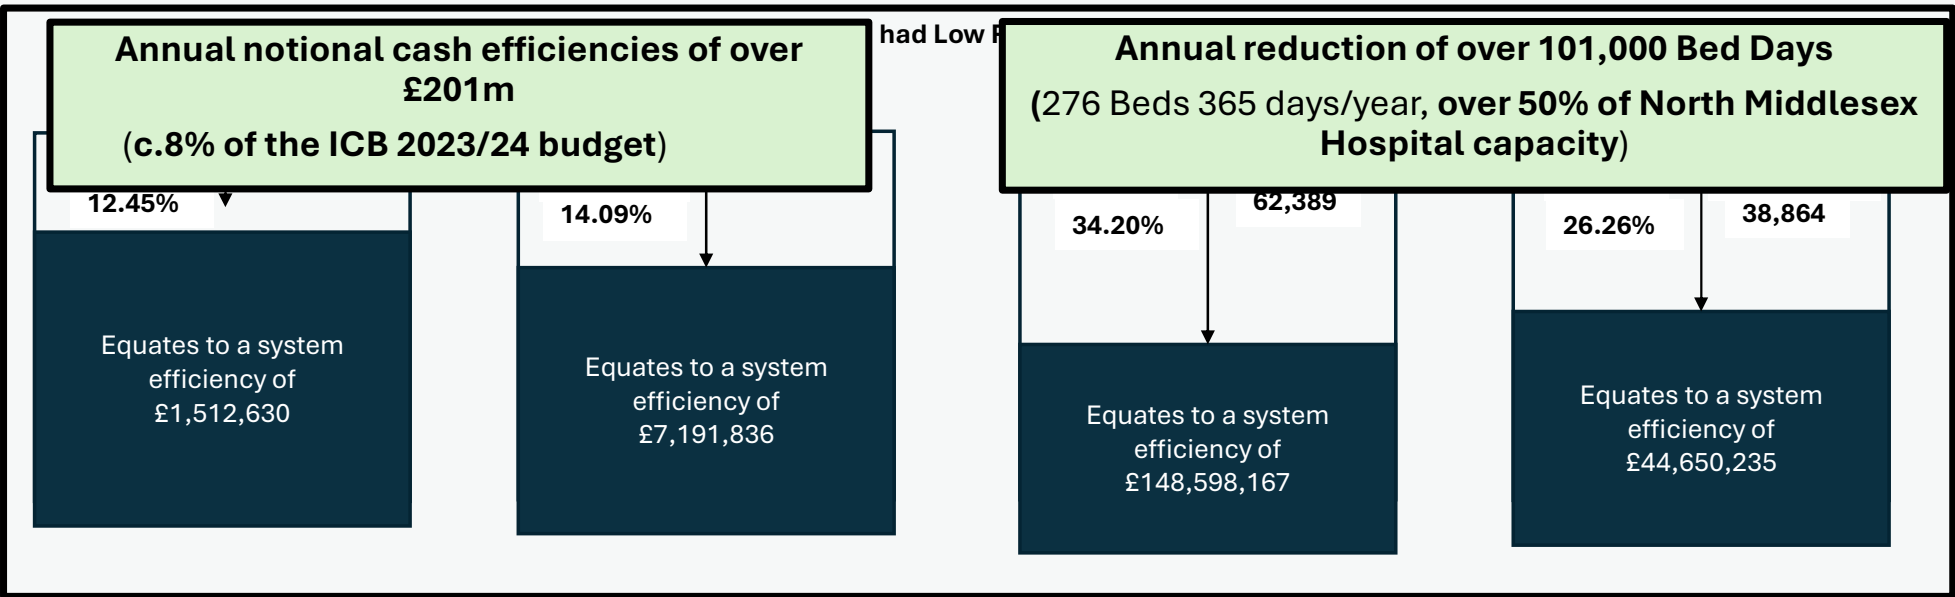 Annual notional cash efficiencies of over
£201m
(c.8% of the ICB 2023/24 budget)
had Low
Annual reduction of over 101,000 Bed Days
(276 Beds 365 days/year, over 50% of North Middlesex
Hospital capacity)
12.45%
14.09%
34.20%
62,389
26.26%
38,864
Equates to a system
efficiency of
£1,512,630
Equates to a system
efficiency of
£7,191,836
Equates to a system
efficiency of
£148,598,167
Equates to a system
efficiency of
£44,650,235